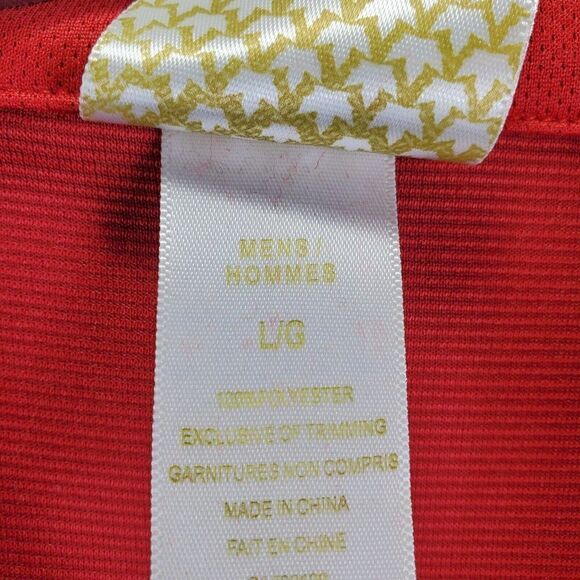 MENS /
HOMMES
L/G
100% POLYESTER
EXCLUSIVE OF TRIMMING
GARNITURES NON COMPRIS
MADE IN CHINA
FAIT EN CHINE